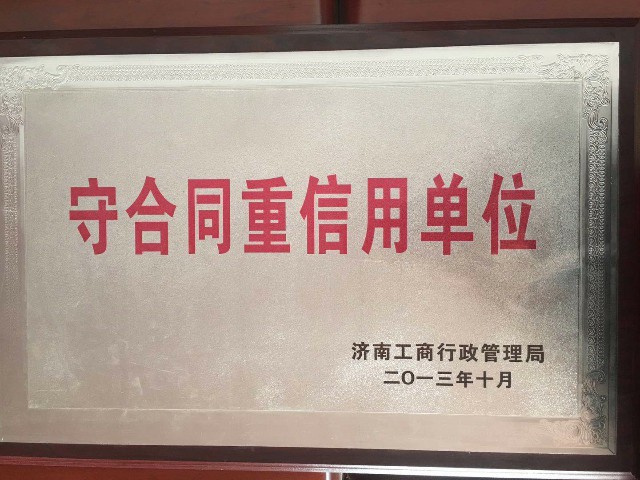 守合同重信用单位
济南工商行政管理局
二〇一三年十月